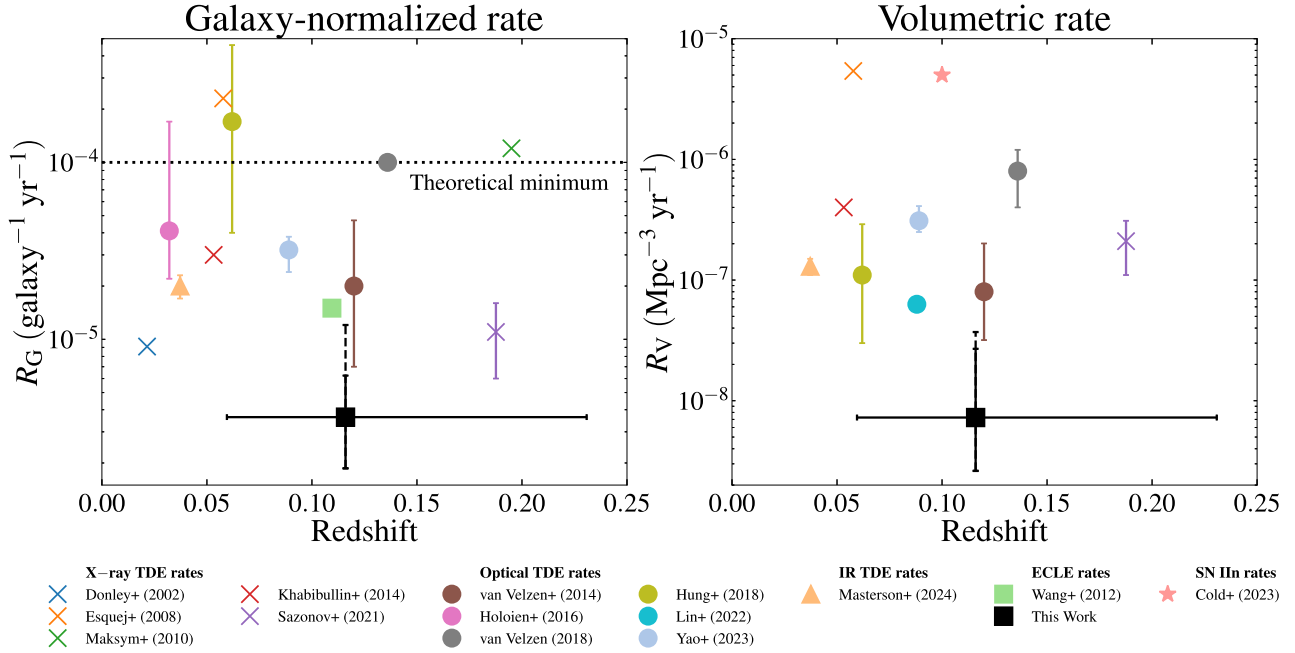 Galaxy-normalized rate
Volumetric rate
R_G (galaxy⁻¹ yr⁻¹)
10⁻⁴
10⁻⁵
Theoretical minimum
0.00 0.05 0.10 0.15 0.20 0.25
Redshift
R_V (Mpc⁻³ yr⁻¹)
10⁻⁵
10⁻⁶
10⁻⁷
10⁻⁸
0.00 0.05 0.10 0.15 0.20 0.25
Redshift
X−ray TDE rates
Donley+ (2002)
Esquej+ (2008)
Maksym+ (2010)
Khabibullin+ (2014)
Sazonov+ (2021)
Optical TDE rates
van Velzen+ (2014)
Holoien+ (2016)
van Velzen (2018)
Hung+ (2018)
Lin+ (2022)
Yao+ (2023)
IR TDE rates
Masterson+ (2024)
ECLE rates
Wang+ (2012)
This Work
SN IIn rates
Cold+ (2023)